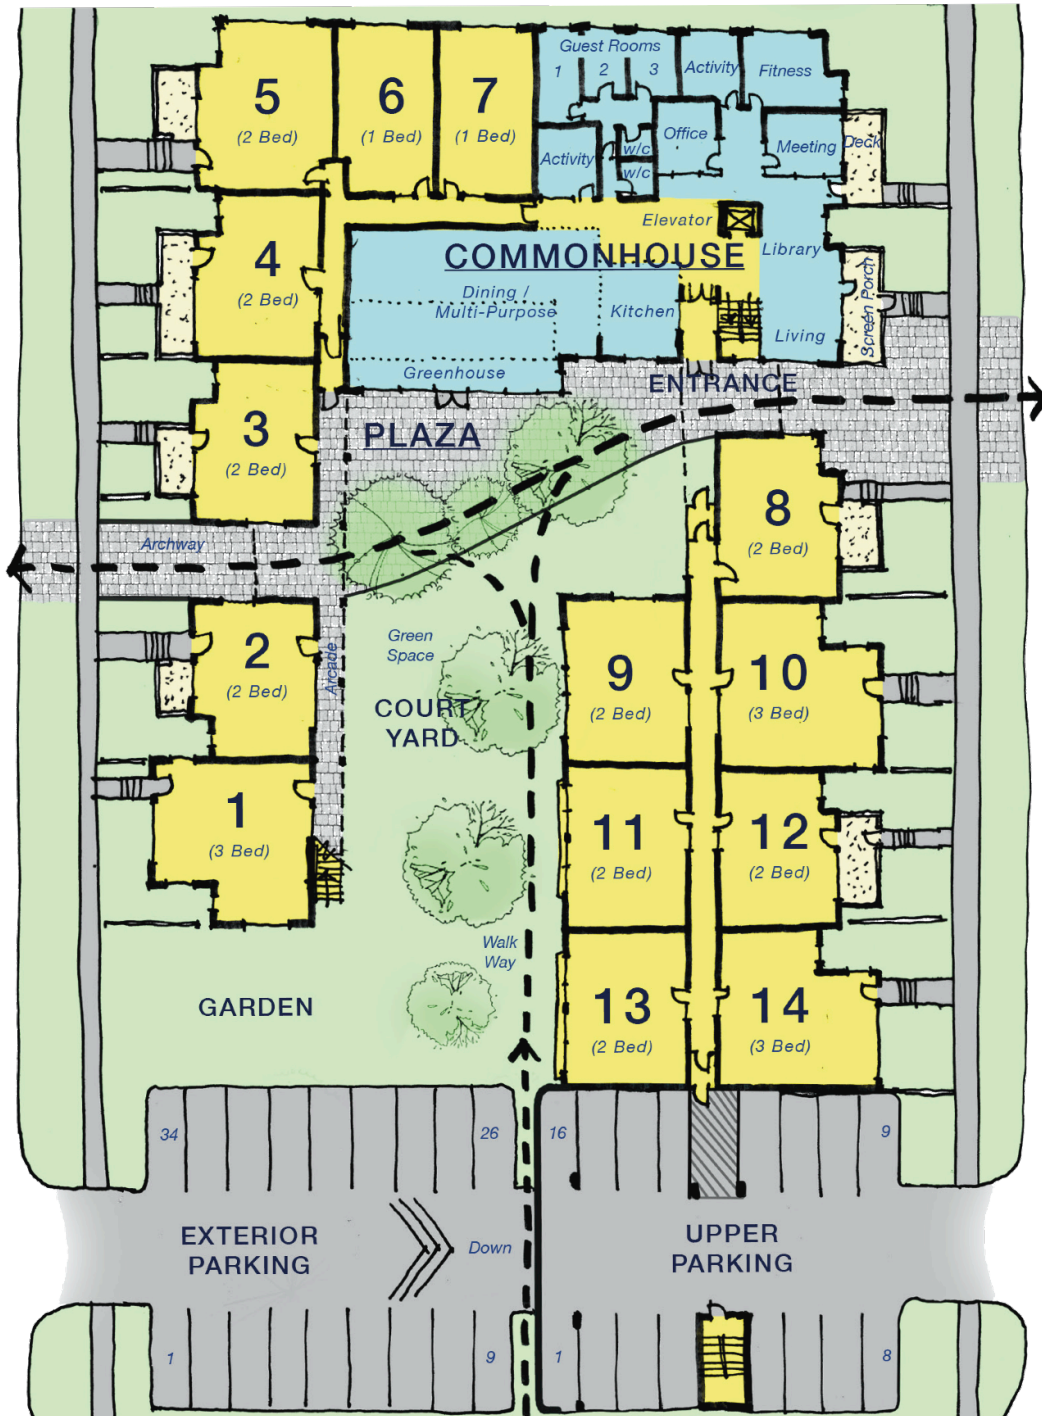 Guest Rooms
1
2
3
Activity
Fitness
5
(2 Bed)
6
(1 Bed)
7
(1 Bed)
Activity
w/c
w/c
Office
Meeting
Deck
Elevator
4
(2 Bed)
COMMONHOUSE
Library
Dining /
Multi-Purpose
Kitchen
Living
Screen Porch
Greenhouse
ENTRANCE
3
(2 Bed)
PLAZA
8
(2 Bed)
Archway
2
(2 Bed)
Arcade
Green
Space
COURT
YARD
9
(2 Bed)
10
(3 Bed)
1
(3 Bed)
11
(2 Bed)
12
(2 Bed)
Walk
Way
GARDEN
13
(2 Bed)
14
(3 Bed)
34
26
16
9
EXTERIOR
PARKING
Down
UPPER
PARKING
1
9
1
8